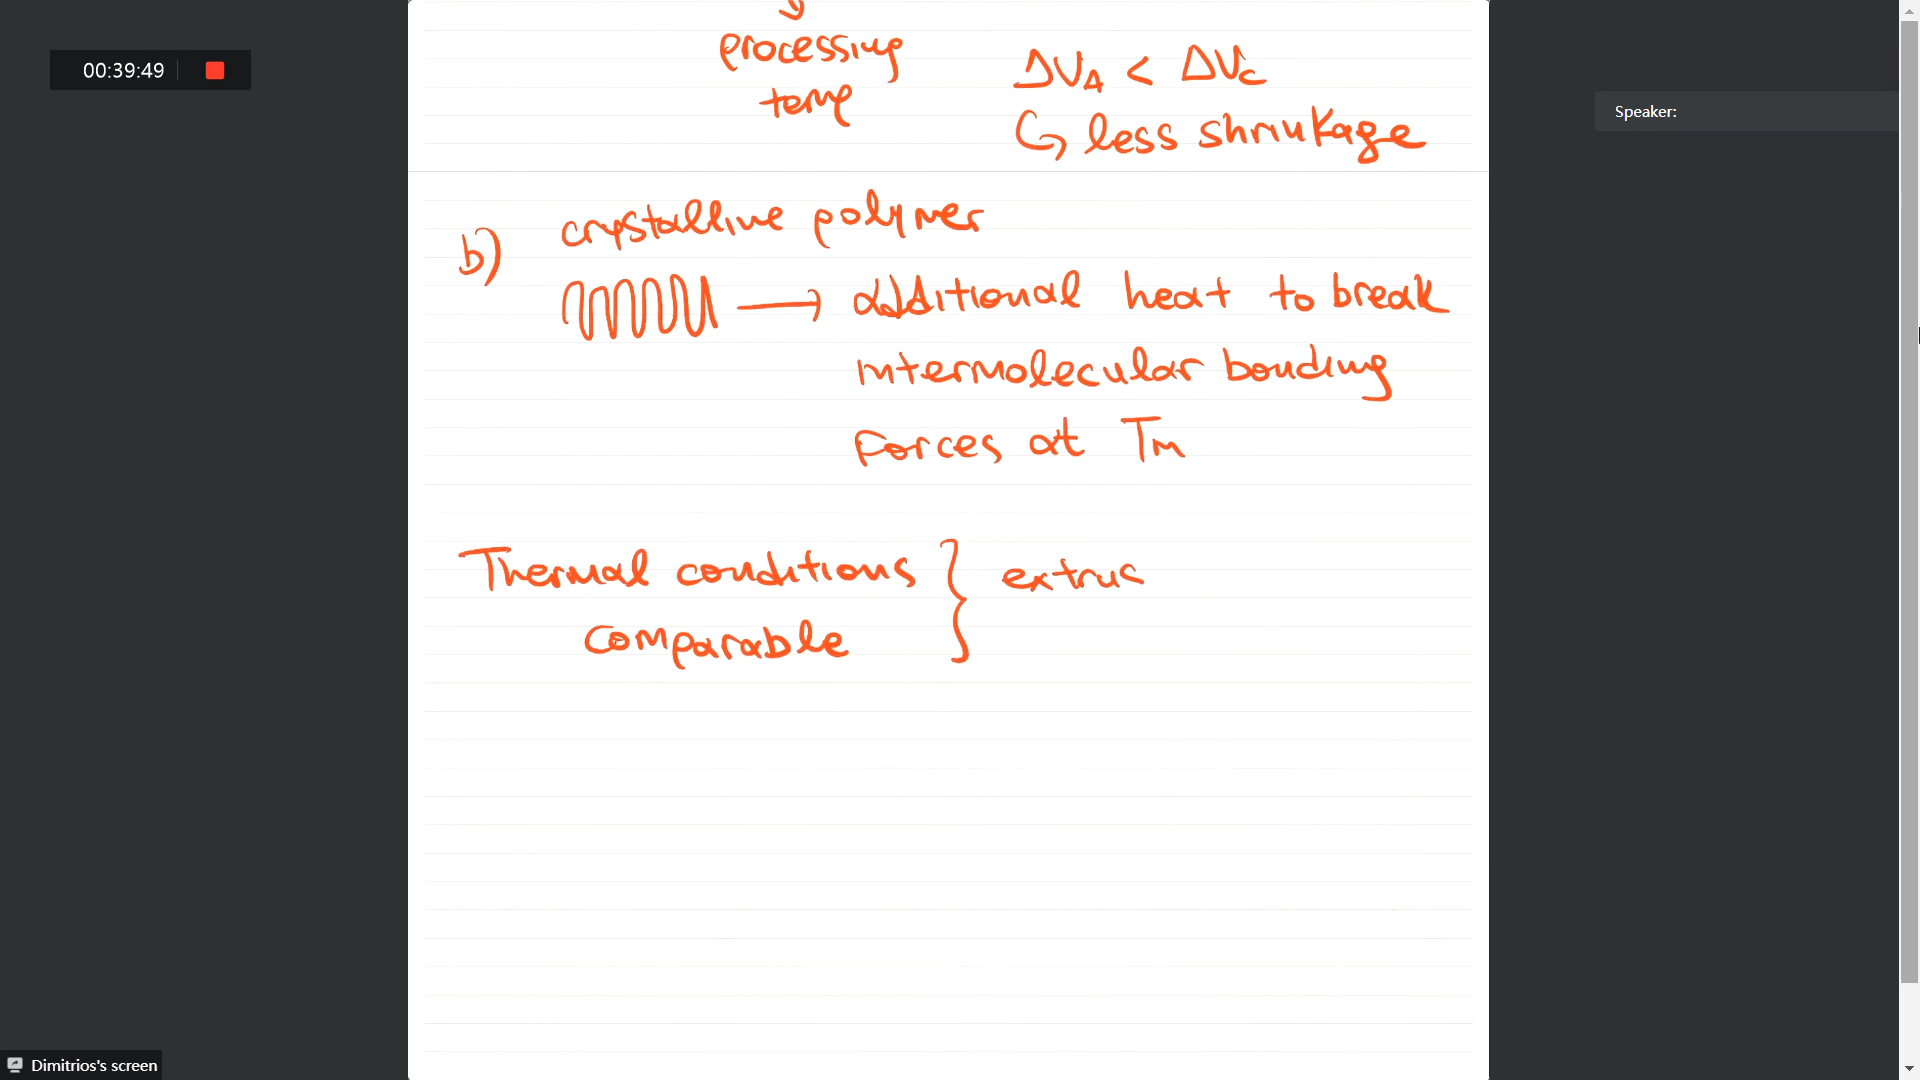 00:39:49
Speaker:
processing
temp
ΔVA < ΔVC
↳ less shrinkage
b) crystalline polymer
→ additional heat to break
intermolecular bonding
forces at Tm
Thermal conditions } extruc
comparable
Dimitrios's screen